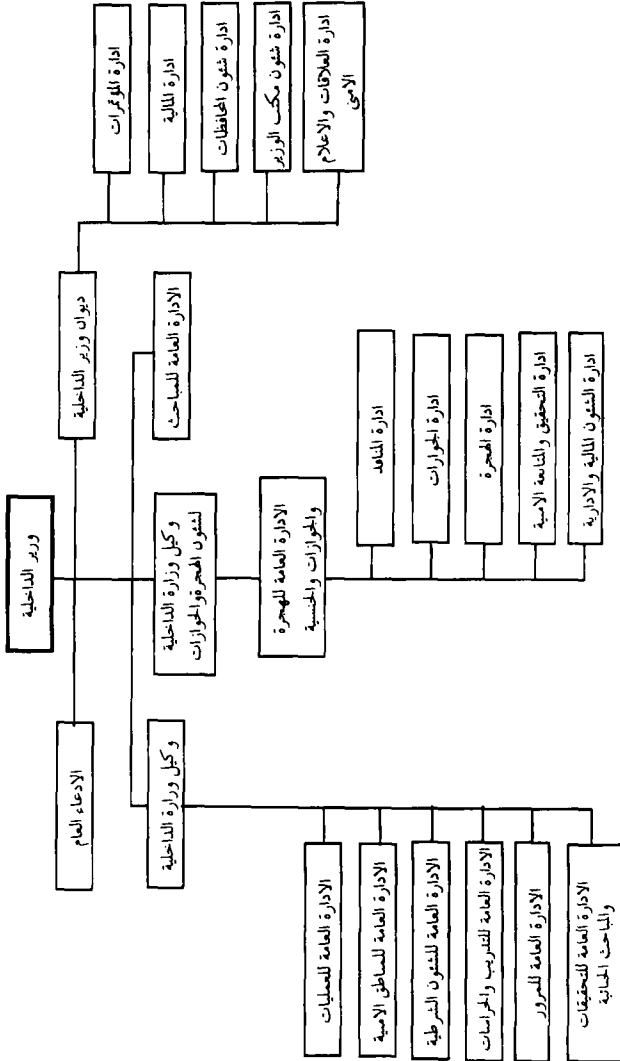 وزير الداخلية
ديوان وزير الداخلية
الادعاء العام
ادارة المؤتمرات
ادارة المالية
ادارة شئون المحافظات
ادارة شئون مكتب الوزير
ادارة العلاقات والاعلام
الامنى
الادارة العامة للمباحث
وكيل وزارة الداخلية
لشئون الهجرة والجوازات
وكيل وزارة الداخلية
الادارة العامة للهجرة
والجوازات والجنسية
ادارة المنافذ
ادارة الجوازات
ادارة الهجرة
ادارة التحقيق والمتابعة الامنية
ادارة الشئون المالية والادارية
الادارة العامة للعمليات
الادارة العامة للمناطق الامنية
الادارة العامة للشئون الشرطية
الادارة العامة للتدريب والحراسات
الادارة العامة للمرور
الادارة العامة للتحقيقات
والمباحث الجنائية